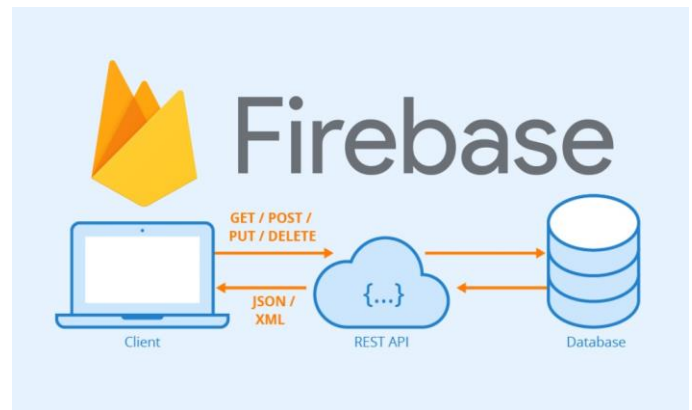 Firebase
GET / POST /
PUT / DELETE
{...}
JSON /
XML
Client
REST API
Database